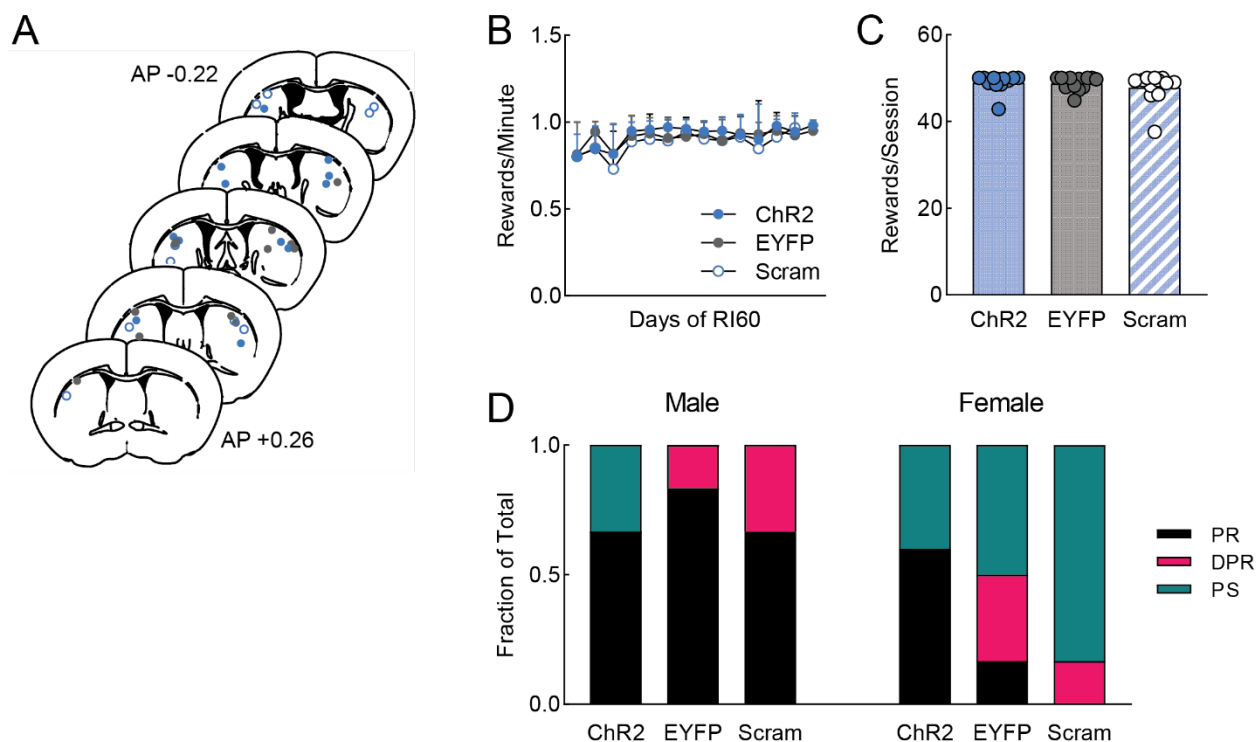 A
AP -0.22
AP +0.26
B
Rewards/Minute
1.5
1.0
0.5
0.0
ChR2
EYFP
Scram
Days of RI60
C
Rewards/Session
60
40
20
0
ChR2 EYFP Scram
D
Male Female
Fraction of Total
1.0
0.5
0.0
ChR2 EYFP Scram ChR2 EYFP Scram
PR
DPR
PS